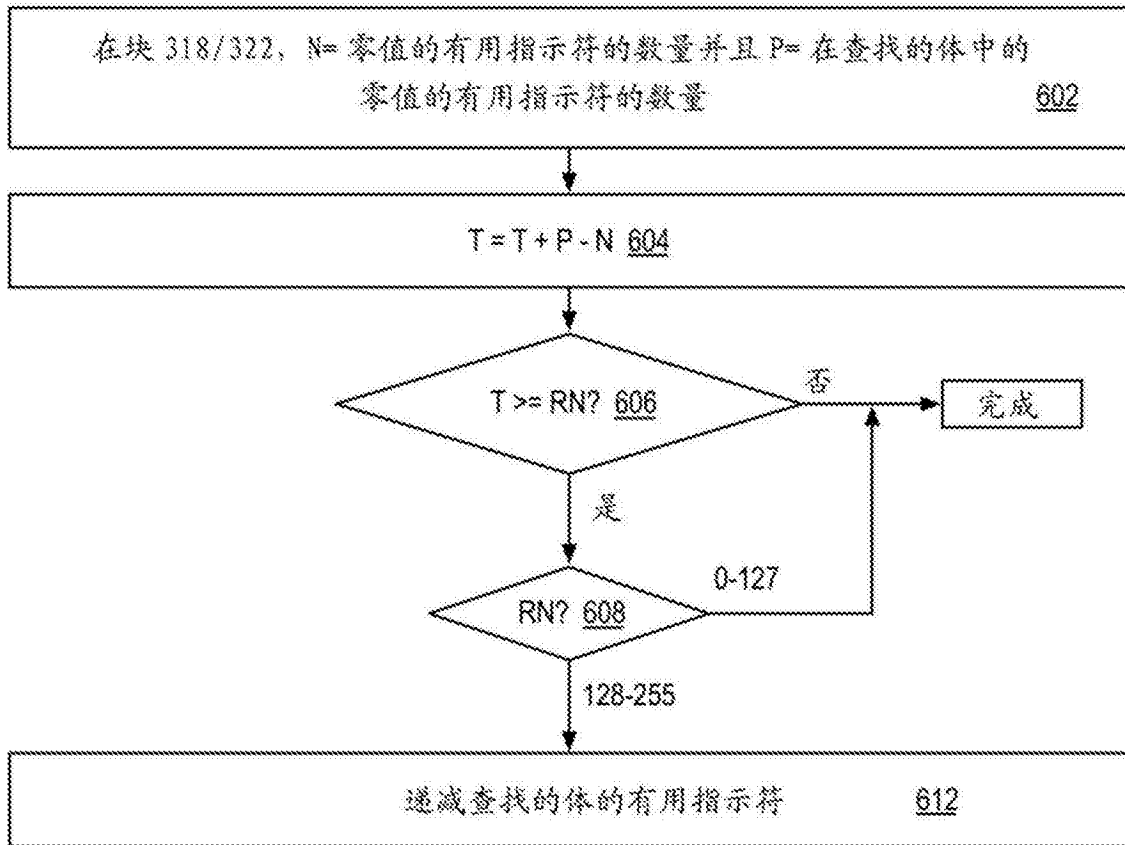 在块 318/322, N= 零值的有用指示符的数量并且 P= 在查找的体中的
零值的有用指示符的数量 602
T = T + P - N 604
T >= RN? 606
否
完成
是
RN? 608
0-127
128-255
递减查找的体的有用指示符 612